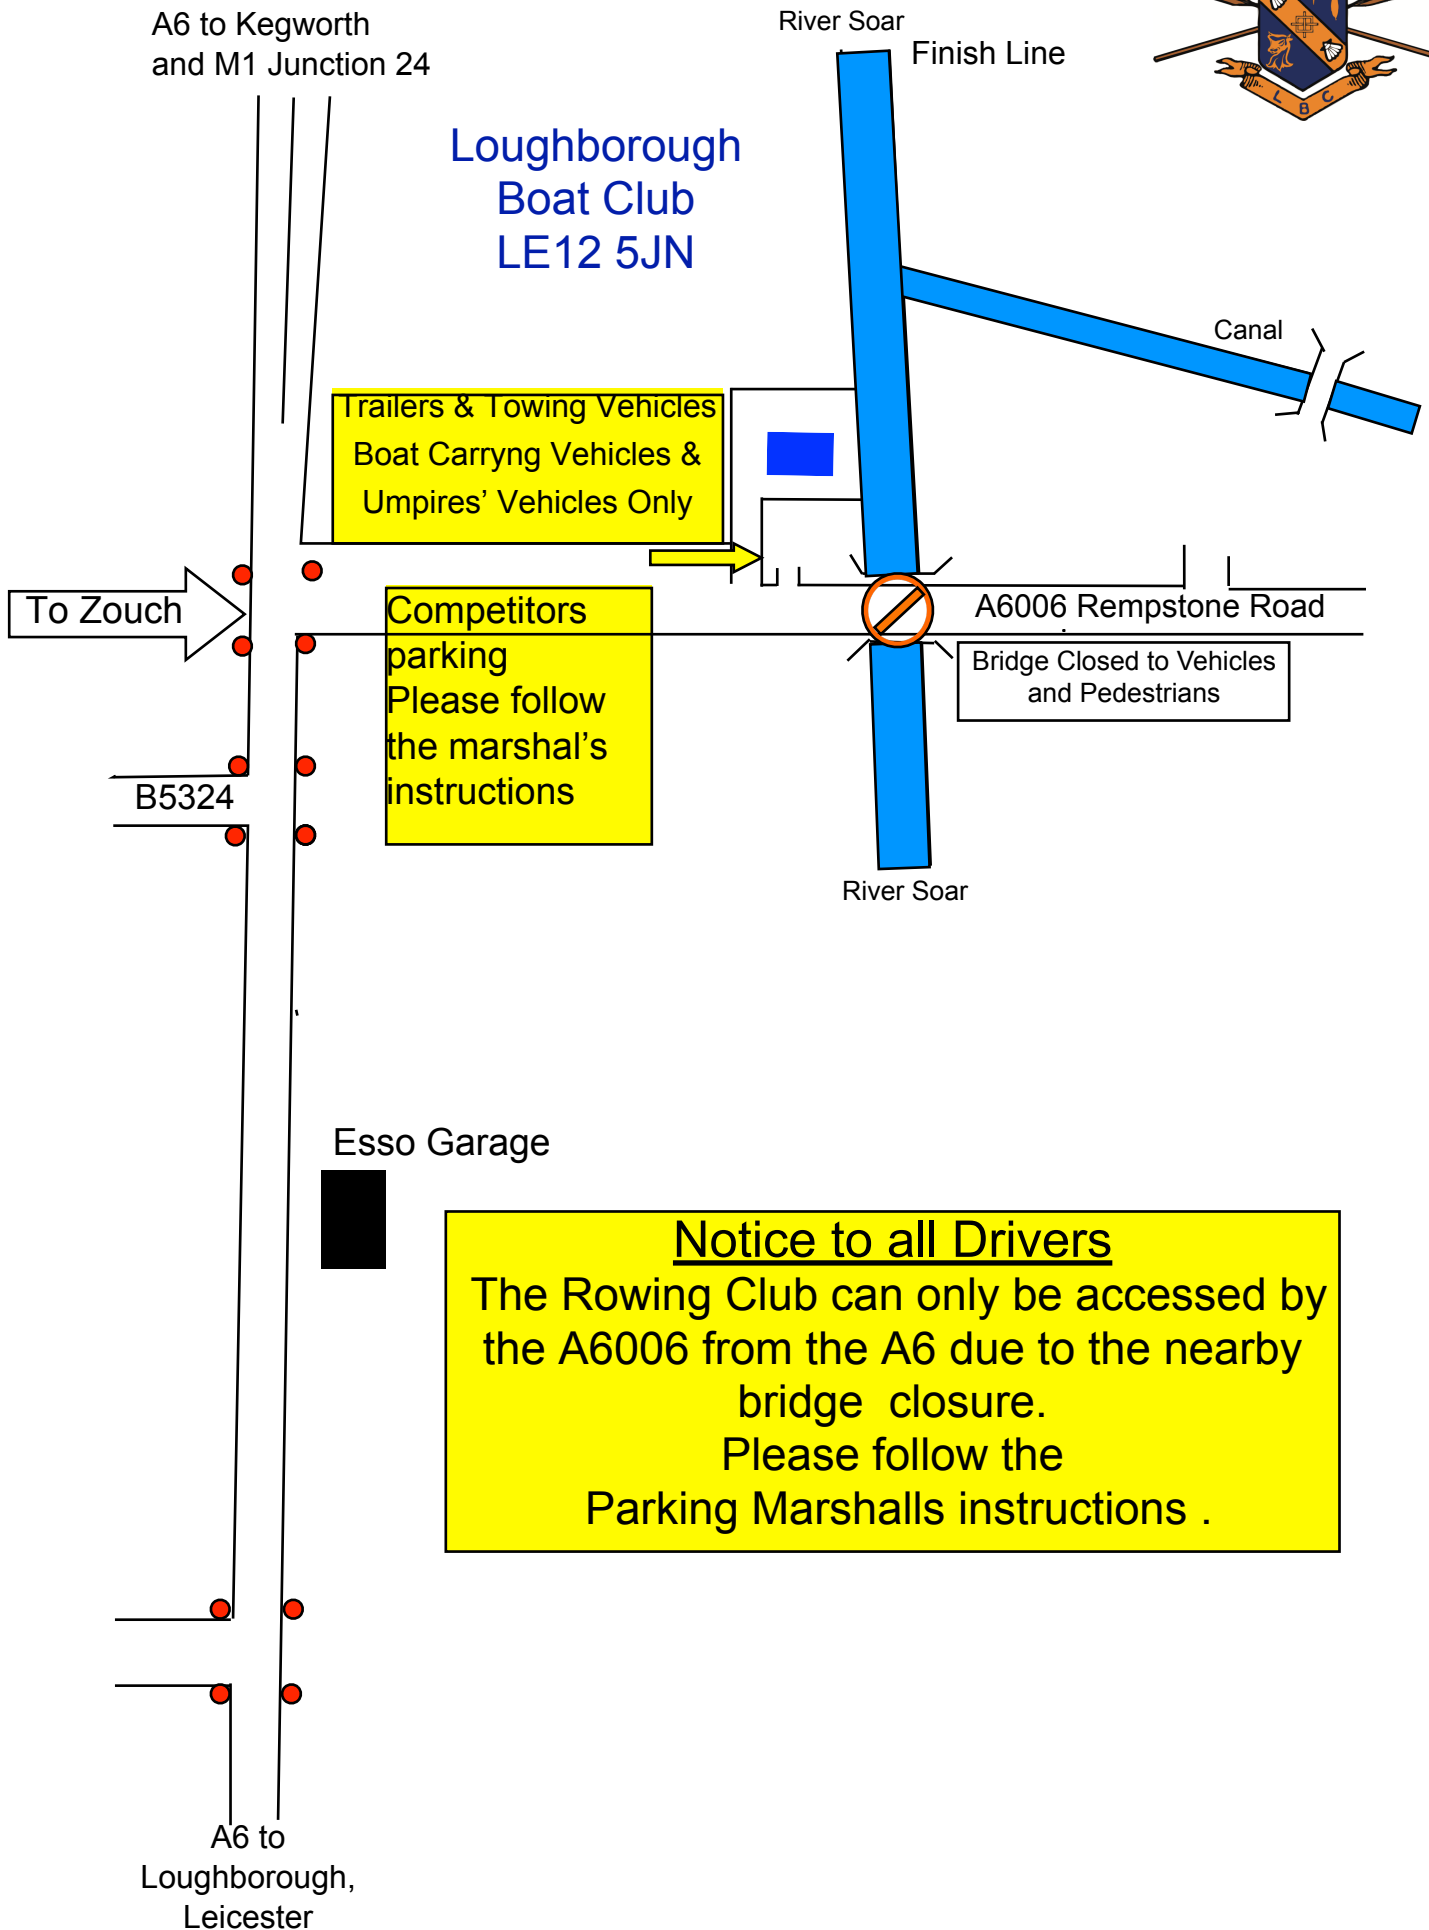 A6 to Kegworth
and M1 Junction 24
River Soar
Finish Line
L B C
Loughborough
Boat Club
LE12 5JN
Canal
Trailers & Towing Vehicles
Boat Carryng Vehicles &
Umpires’ Vehicles Only
To Zouch
Competitors
parking
Please follow
the marshal’s
instructions
A6006 Rempstone Road
Bridge Closed to Vehicles
and Pedestrians
B5324
River Soar
Esso Garage
Notice to all Drivers
The Rowing Club can only be accessed by
the A6006 from the A6 due to the nearby
bridge closure.
Please follow the
Parking Marshalls instructions .
A6 to
Loughborough,
Leicester